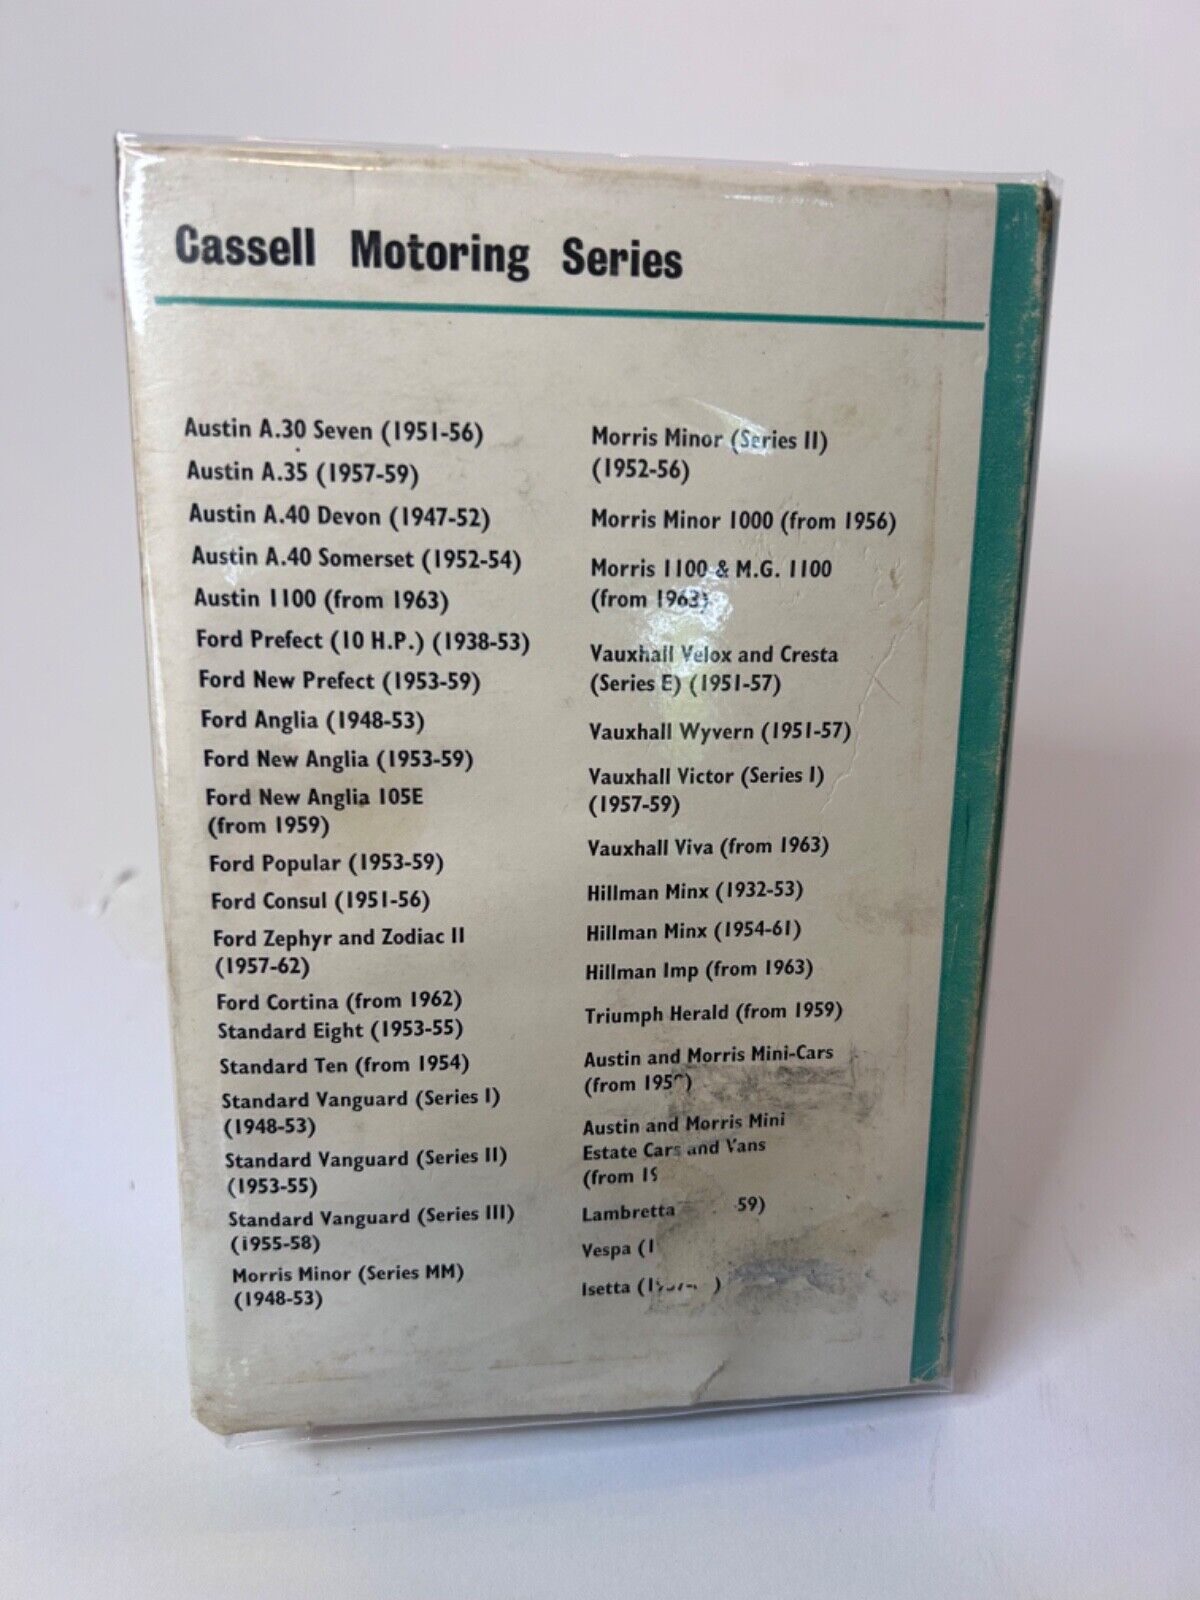 Cassell Motoring Series
Austin A.30 Seven (1951-56)
Austin A.35 (1957-59)
Austin A.40 Devon (1947-52)
Austin A.40 Somerset (1952-54)
Austin 1100 (from 1963)
Ford Prefect (10 H.P.) (1938-53)
Ford New Prefect (1953-59)
Ford Anglia (1948-53)
Ford New Anglia (1953-59)
Ford New Anglia 105E
(from 1959)
Ford Popular (1953-59)
Ford Consul (1951-56)
Ford Zephyr and Zodiac II
(1957-62)
Ford Cortina (from 1962)
Standard Eight (1953-55)
Standard Ten (from 1954)
Standard Vanguard (Series I)
(1948-53)
Standard Vanguard (Series II)
(1953-55)
Standard Vanguard (Series III)
(1955-58)
Morris Minor (Series MM)
(1948-53)
Morris Minor (Series II)
(1952-56)
Morris Minor 1000 (from 1956)
Morris 1100 & M.G. 1100
(from 1963)
Vauxhall Velox and Cresta
(Series E) (1951-57)
Vauxhall Wyvern (1951-57)
Vauxhall Victor (Series I)
(1957-59)
Vauxhall Viva (from 1963)
Hillman Minx (1932-53)
Hillman Minx (1954-61)
Hillman Imp (from 1963)
Triumph Herald (from 1959)
Austin and Morris Mini-Cars
(from
Austin and Morris Mini
Estate Cars and Vans
(from
Lambretta 59)
Vespa
Isetta